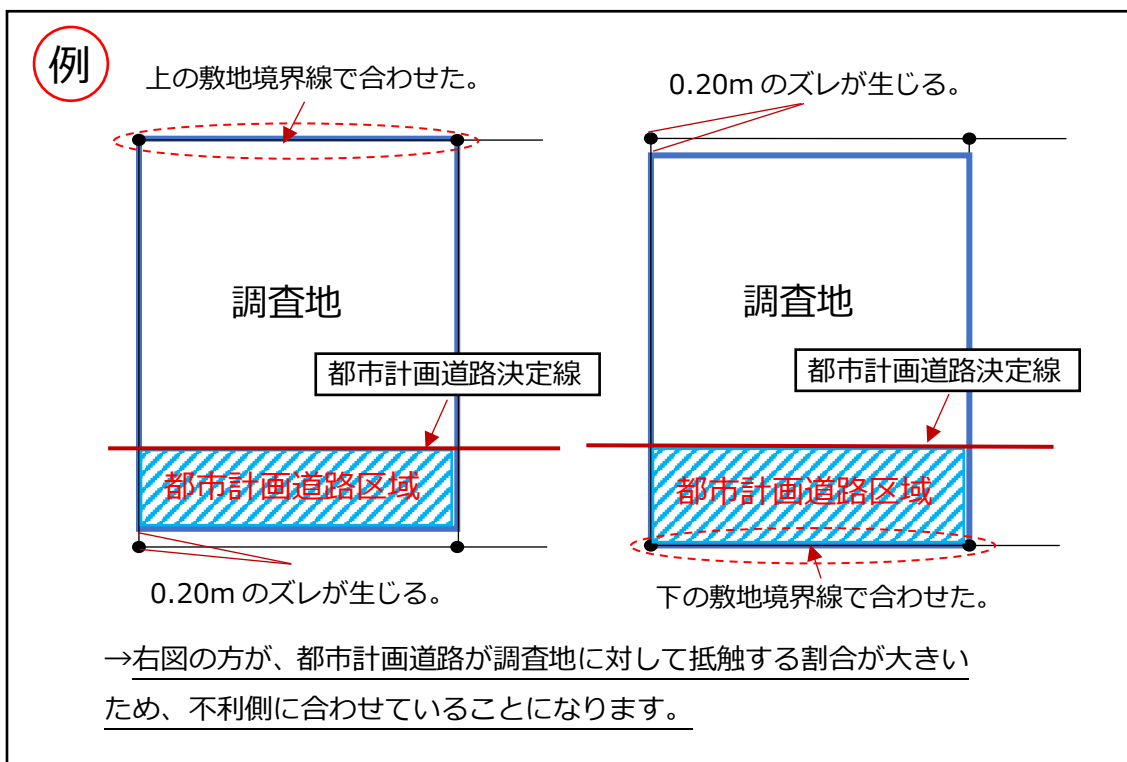 例
上の敷地境界線で合わせた。
調査地
都市計画道路決定線
都市計画道路区域
0.20m のズレが生じる。
0.20m のズレが生じる。
調査地
都市計画道路決定線
都市計画道路区域
下の敷地境界線で合わせた。
→右図の方が、都市計画道路が調査地に対して抵触する割合が大きい
ため、不利側に合わせていることになります。